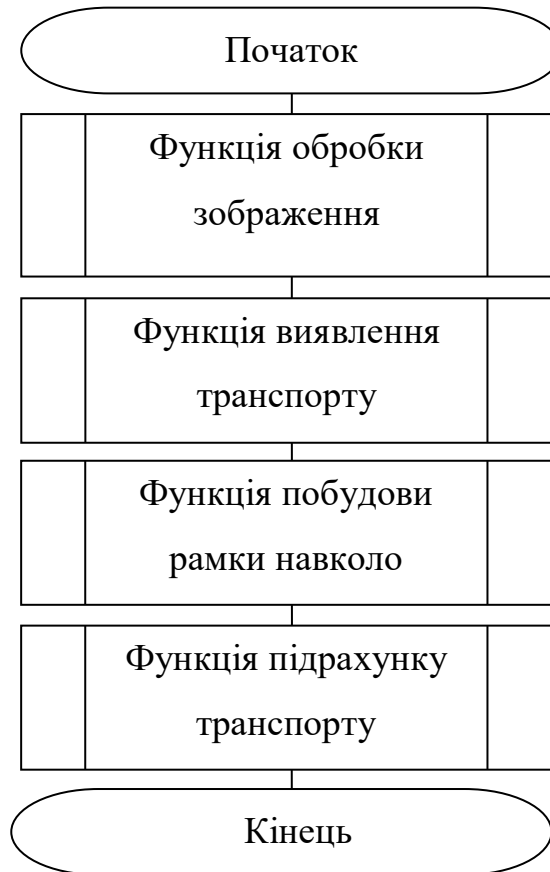 Початок
Функція обробки
зображення
Функція виявлення
транспорту
Функція побудови
рамки навколо
Функція підрахунку
транспорту
Кінець